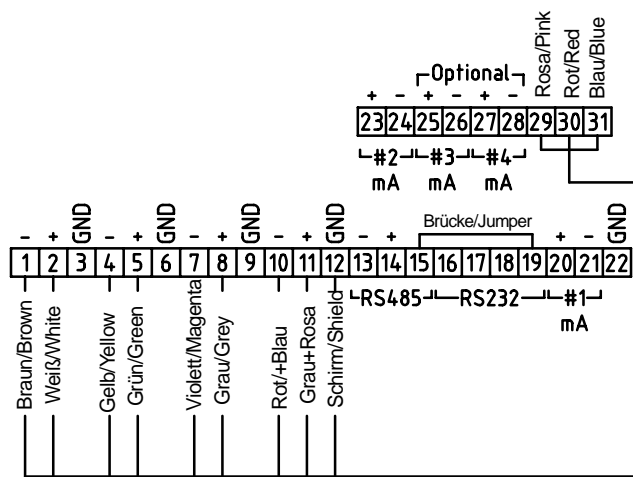 Optional
Rosa/Pink
Rot/Red
Blau/Blue
+ − + − + −
23 24 25 26 27 28 29 30 31
#2 #3 #4
mA mA mA
Brücke/Jumper
− + GND − + GND − + GND − + GND − + + − GND
1 2 3 4 5 6 7 8 9 10 11 12 13 14 15 16 17 18 19 20 21 22
RS485 RS232 #1
mA
Braun/Brown
Weiß/White
Gelb/Yellow
Grün/Green
Violett/Magenta
Grau/Grey
Rot/+Blau
Grau+Rosa
Schirm/Shield